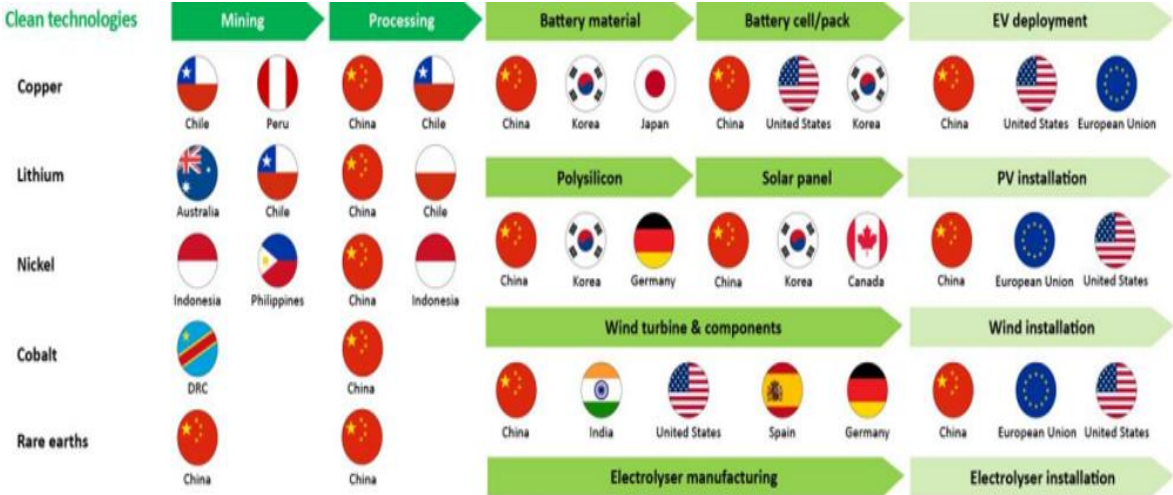 Clean technologies Mining Processing Battery material Battery cell/pack EV deployment
Copper
Chile Peru China Chile China Korea Japan China United States Korea China United States European Union
Lithium
Polysilicon Solar panel PV installation
Australia Chile China Chile
Nickel
China Korea Germany China Korea Canada China European Union United States
Indonesia Philippines China Indonesia
Wind turbine & components Wind installation
Cobalt
DRC China
China India United States Spain Germany China European Union United States
Rare earths
China China
Electrolyser manufacturing Electrolyser installation